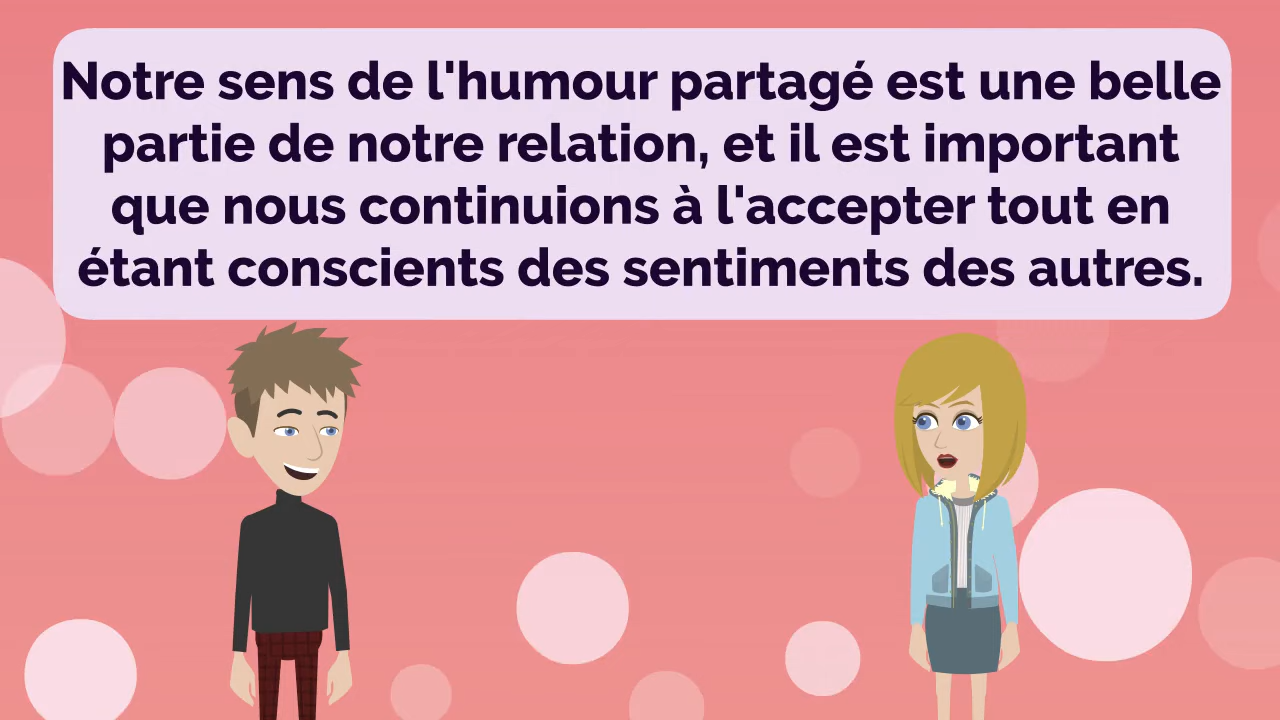 Notre sens de l'humour partagé est une belle
partie de notre relation, et il est important
que nous continuions à l'accepter tout en
étant conscients des sentiments des autres.